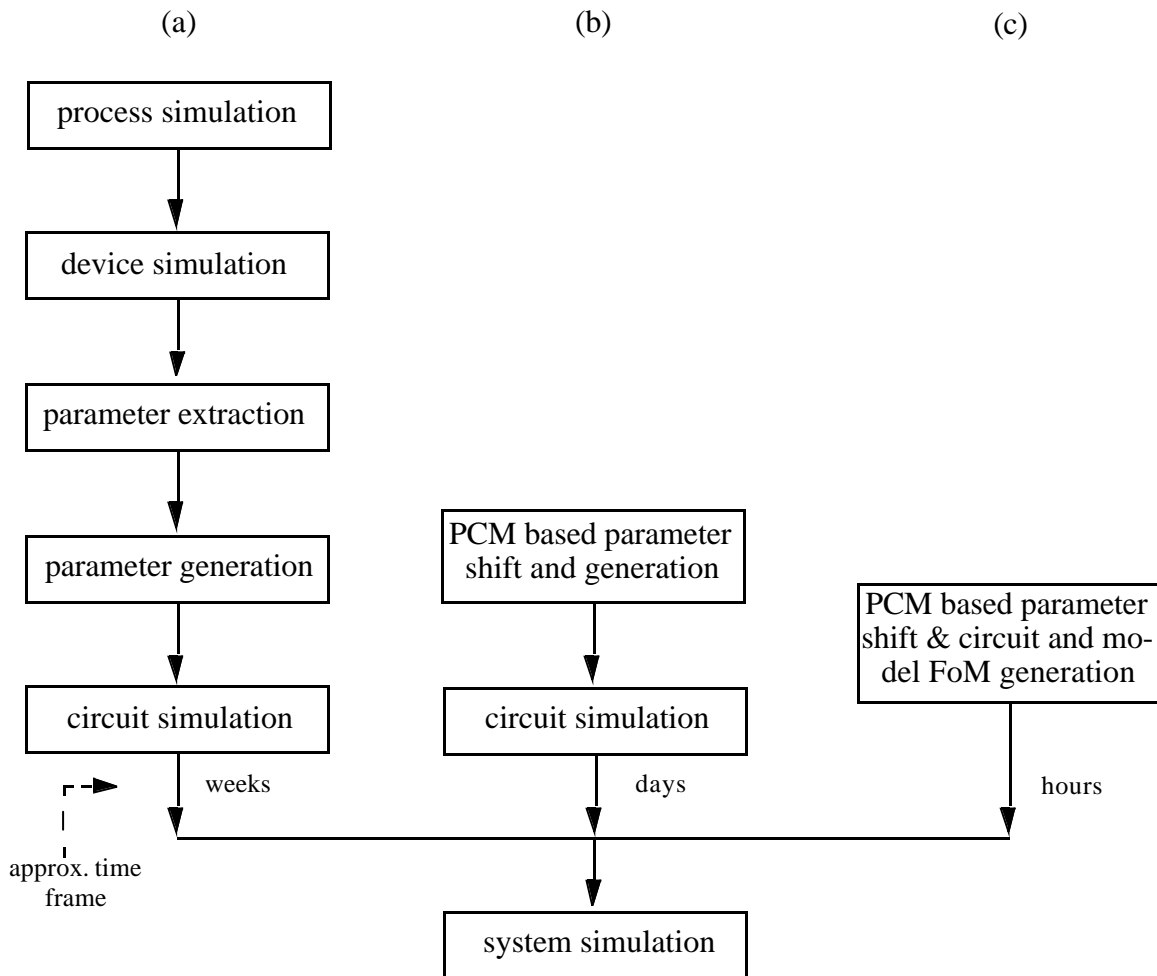 (a)
(b)
(c)
process simulation
device simulation
parameter extraction
parameter generation
PCM based parameter
shift and generation
PCM based parameter
shift & circuit and mo-
del FoM generation
circuit simulation
circuit simulation
weeks
days
hours
approx. time
frame
system simulation